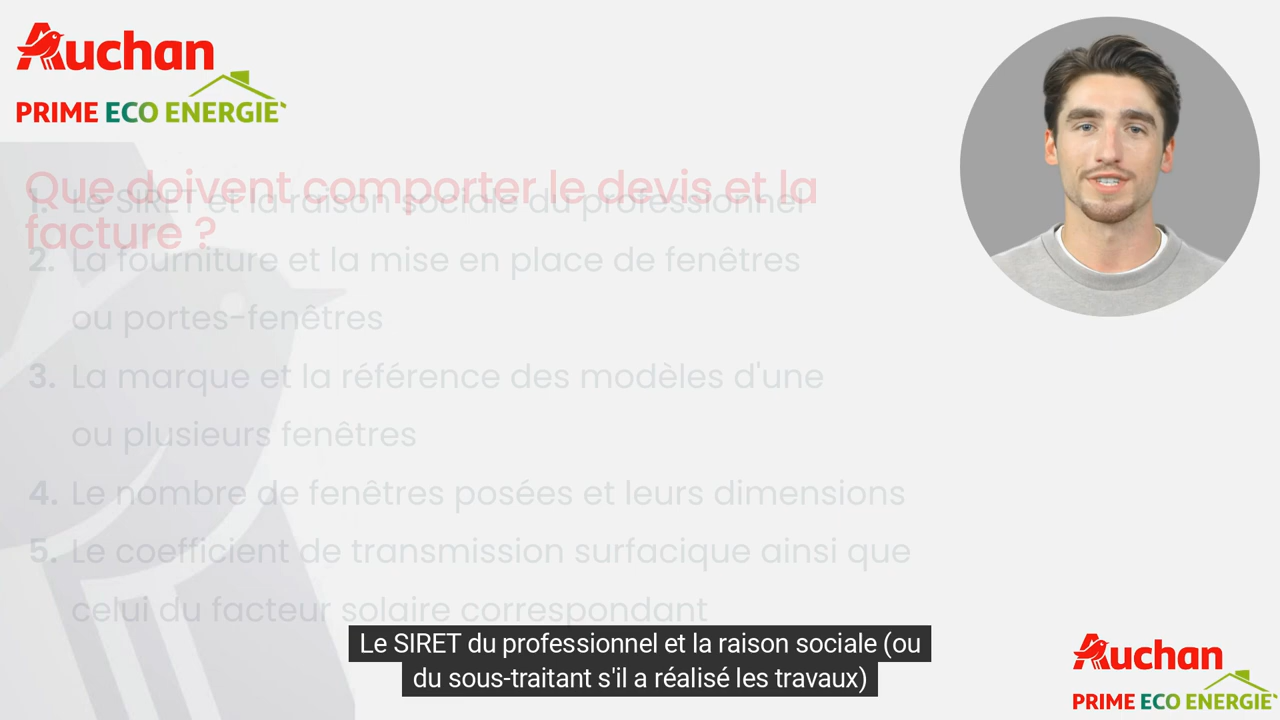 Auchan
PRIME ECO ENERGIE
Que doivent comporter le devis et la
facture ?
1. Le SIRET et la raison sociale du professionnel
2. La fourniture et la mise en place de fenêtres
ou portes-fenêtres
3. La marque et la référence des modèles d'une
ou plusieurs fenêtres
4. Le nombre de fenêtres posées et leurs dimensions
5. Le coefficient de transmission surfacique ainsi que
celui du facteur solaire correspondant
Le SIRET du professionnel et la raison sociale (ou
du sous-traitant s'il a réalisé les travaux)
Auchan
PRIME ECO ENERGIE